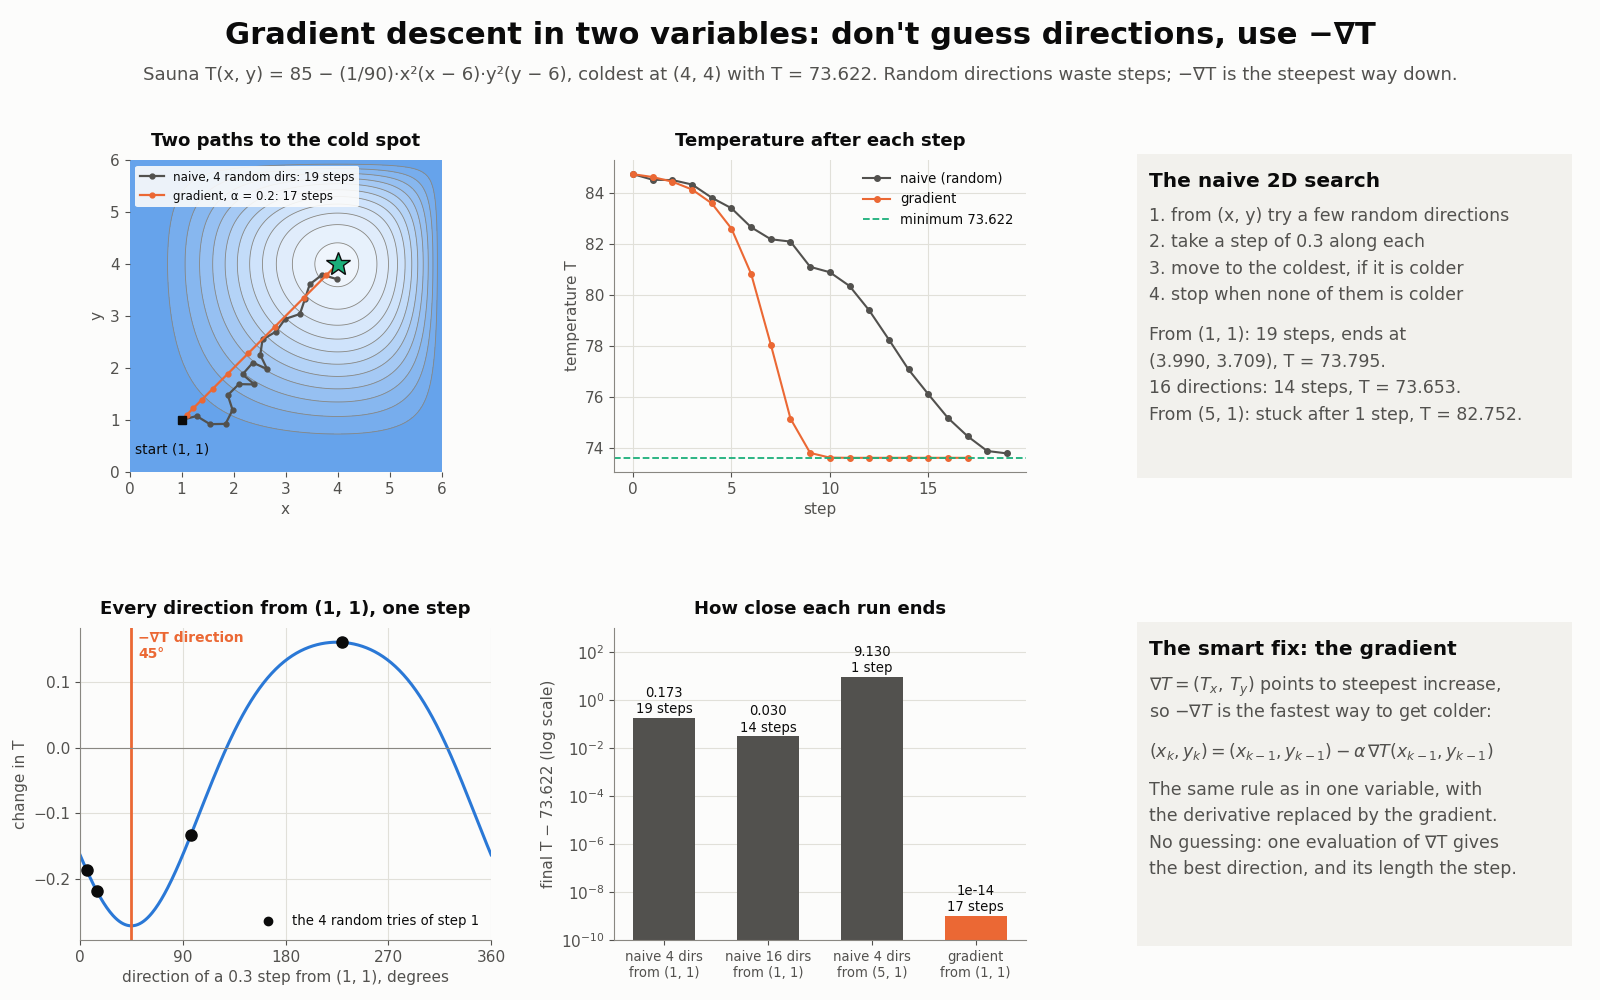 Gradient descent in two variables: don't guess directions, use −∇T
Sauna T(x, y) = 85 − (1/90)·x²(x − 6)·y²(y − 6), coldest at (4, 4) with T = 73.622. Random directions waste steps; −∇T is the steepest way down.
Two paths to the cold spot
naive, 4 random dirs: 19 steps
gradient, α = 0.2: 17 steps
6
5
4
3
2
1
0
y
start (1, 1)
0 1 2 3 4 5 6
x
Temperature after each step
naive (random)
gradient
minimum 73.622
84
82
80
78
76
74
temperature T
0 5 10 15
step
The naive 2D search
1. from (x, y) try a few random directions
2. take a step of 0.3 along each
3. move to the coldest, if it is colder
4. stop when none of them is colder
From (1, 1): 19 steps, ends at
(3.990, 3.709), T = 73.795.
16 directions: 14 steps, T = 73.653.
From (5, 1): stuck after 1 step, T = 82.752.
Every direction from (1, 1), one step
−∇T direction
45°
0.1
0.0
−0.1
−0.2
change in T
the 4 random tries of step 1
0 90 180 270 360
direction of a 0.3 step from (1, 1), degrees
How close each run ends
10²
10⁰
10⁻²
10⁻⁴
10⁻⁶
10⁻⁸
10⁻¹⁰
final T − 73.622 (log scale)
0.173
19 steps
0.030
14 steps
9.130
1 step
1e-14
17 steps
naive 4 dirs
from (1, 1)
naive 16 dirs
from (1, 1)
naive 4 dirs
from (5, 1)
gradient
from (1, 1)
The smart fix: the gradient
∇T = (Tₓ, T_y) points to steepest increase,
so −∇T is the fastest way to get colder:
(x_k, y_k) = (x_{k−1}, y_{k−1}) − α ∇T(x_{k−1}, y_{k−1})
The same rule as in one variable, with
the derivative replaced by the gradient.
No guessing: one evaluation of ∇T gives
the best direction, and its length the step.